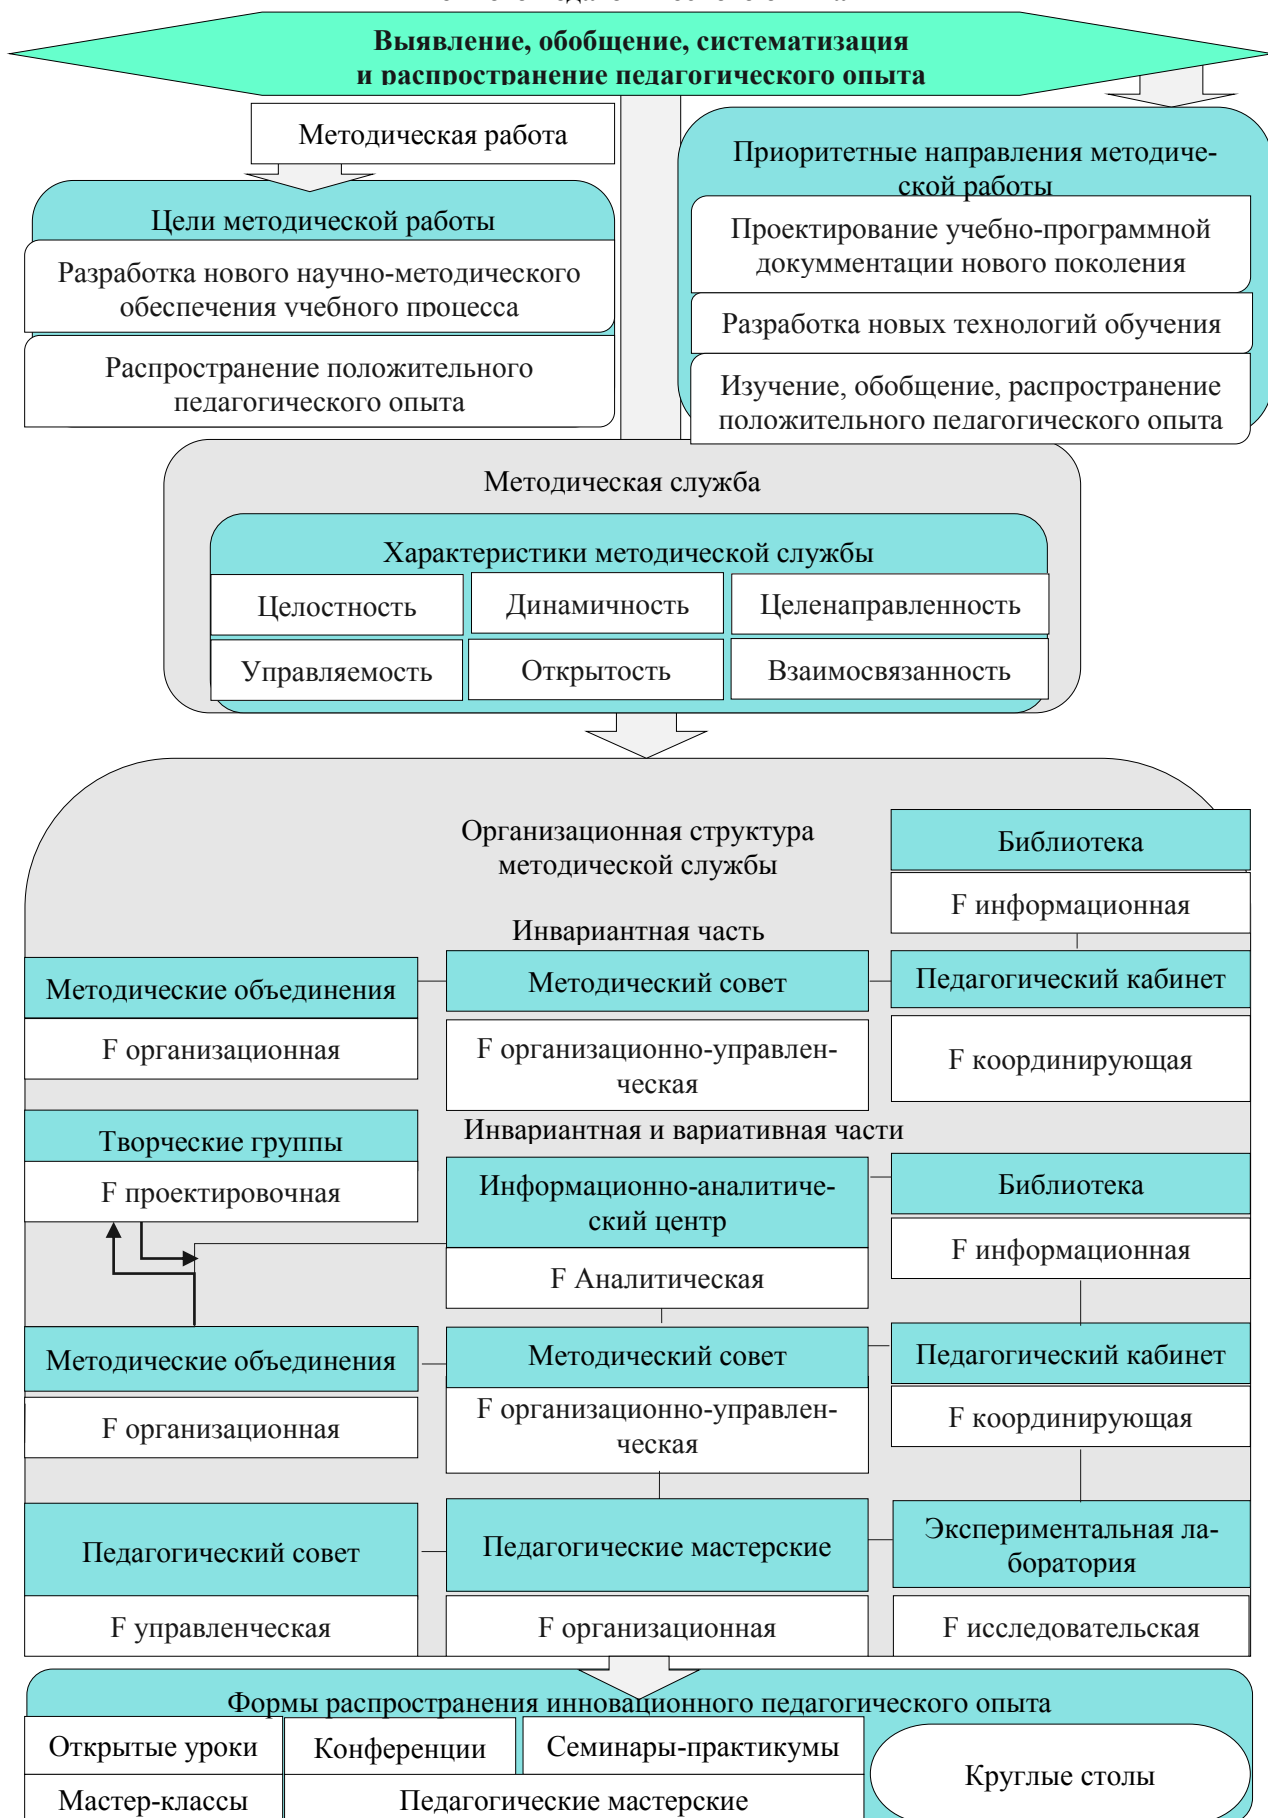 Выявление, обобщение, систематизация
и распространение педагогического опыта
Методическая работа
Цели методической работы
Разработка нового научно-методического
обеспечения учебного процесса
Распространение положительного
педагогического опыта
Приоритетные направления методиче-
ской работы
Проектирование учебно-программной
докумментации нового поколения
Разработка новых технологий обучения
Изучение, обобщение, распространение
положительного педагогического опыта
Методическая служба
Характеристики методической службы
Целостность
Динамичность
Целенаправленность
Управляемость
Открытость
Взаимосвязанность
Организационная структура
методической службы
Библиотека
F информационная
Инвариантная часть
Методические объединения
F организационная
Методический совет
F организационно-управлен-
ческая
Педагогический кабинет
F координирующая
Творческие группы
F проектировочная
Инвариантная и вариативная части
Информационно-аналитиче-
ский центр
F Аналитическая
Библиотека
F информационная
Методические объединения
F организационная
Методический совет
F организационно-управлен-
ческая
Педагогический кабинет
F координирующая
Педагогический совет
F управленческая
Педагогические мастерские
F организационная
Экспериментальная ла-
боратория
F исследовательская
Формы распространения инновационного педагогического опыта
Открытые уроки
Конференции
Семинары-практикумы
Круглые столы
Мастер-классы
Педагогические мастерские